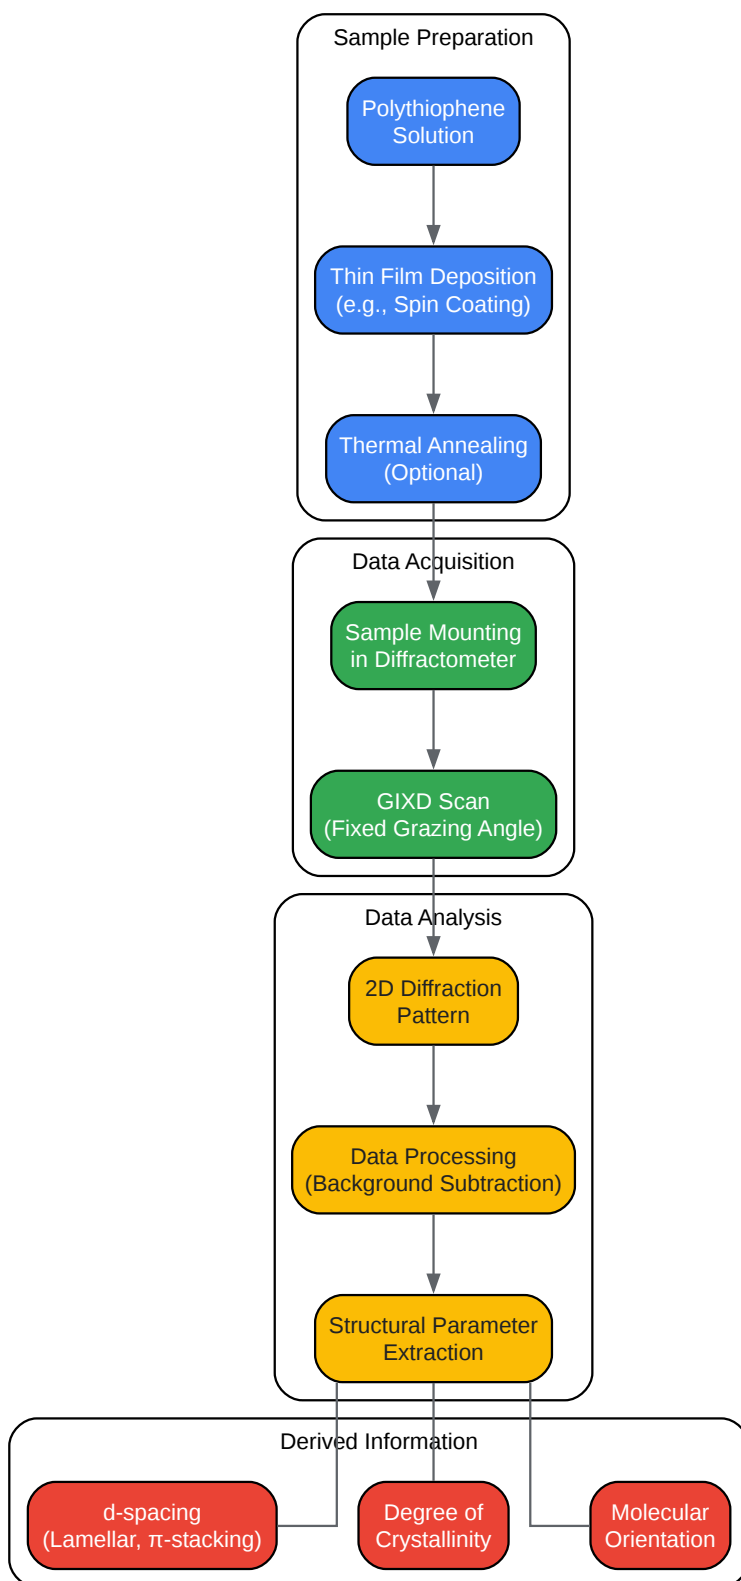 Sample Preparation
Polythiophene
Solution
Thin Film Deposition
(e.g., Spin Coating)
Thermal Annealing
(Optional)
Data Acquisition
Sample Mounting
in Diffractometer
GIXD Scan
(Fixed Grazing Angle)
Data Analysis
2D Diffraction
Pattern
Data Processing
(Background Subtraction)
Structural Parameter
Extraction
Derived Information
d-spacing
(Lamellar, π-stacking)
Degree of
Crystallinity
Molecular
Orientation